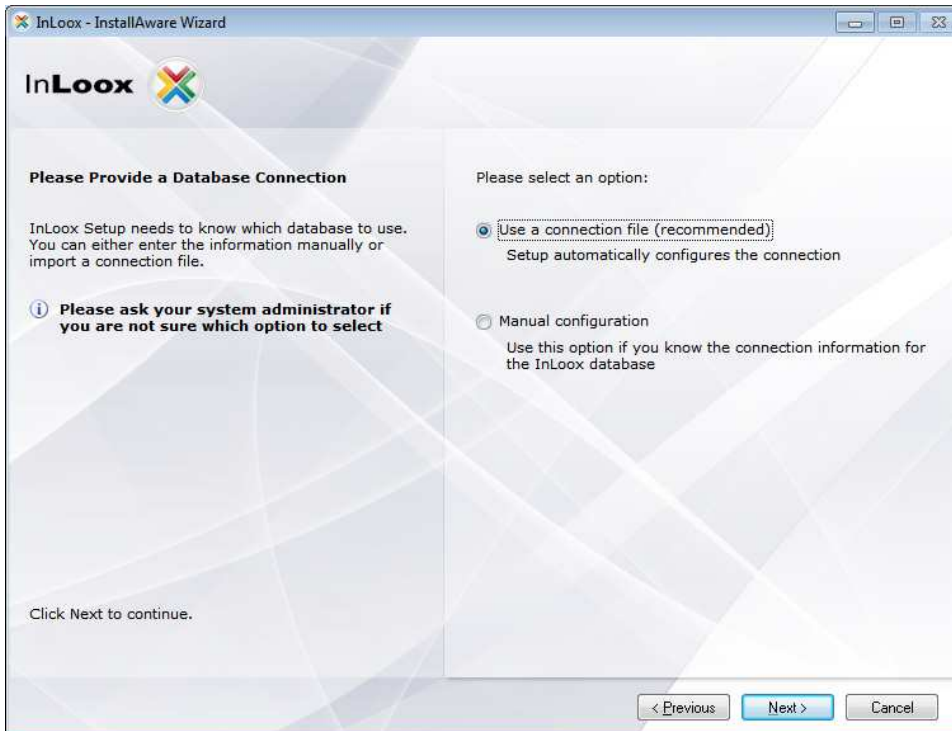 InLoox - InstallAware Wizard
InLoox
Please Provide a Database Connection
InLoox Setup needs to know which database to use.
You can either enter the information manually or
import a connection file.
Please ask your system administrator if
you are not sure which option to select
Click Next to continue.
Please select an option:
Use a connection file (recommended)
Setup automatically configures the connection
Manual configuration
Use this option if you know the connection information for
the InLoox database
< Previous
Next >
Cancel